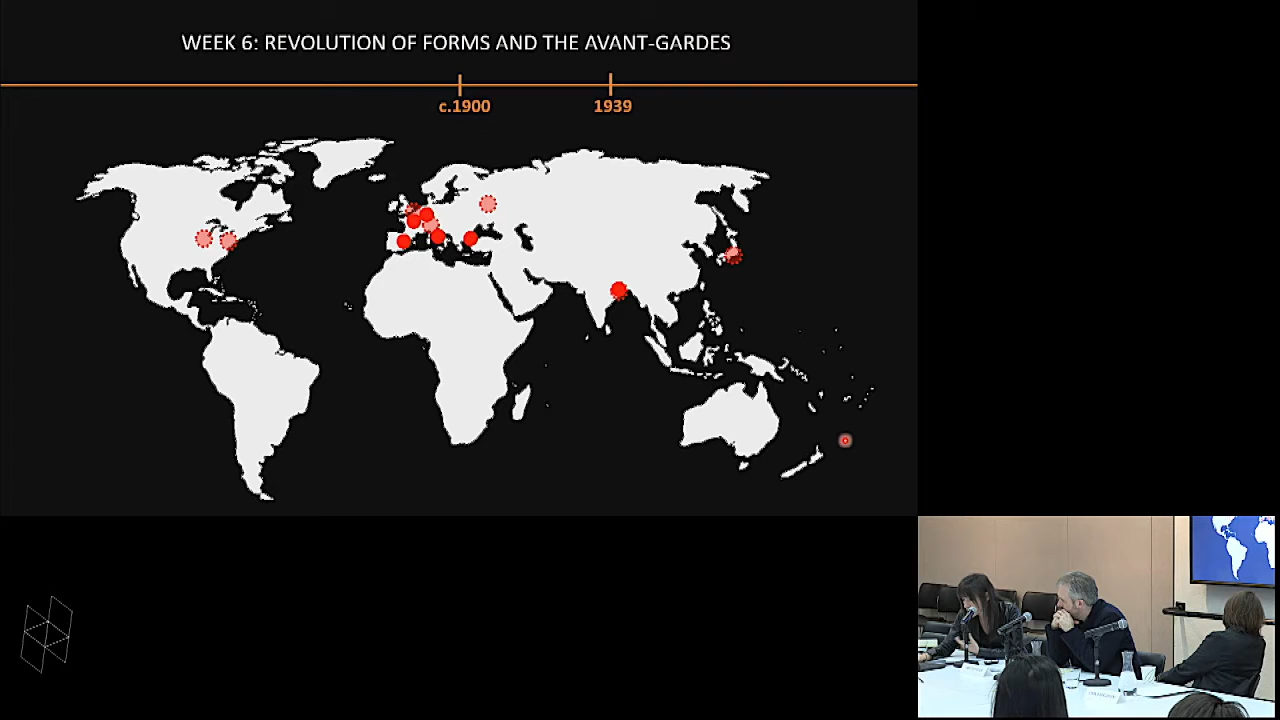 WEEK 6: REVOLUTION OF FORMS AND THE AVANT-GARDES
c.1900
1939